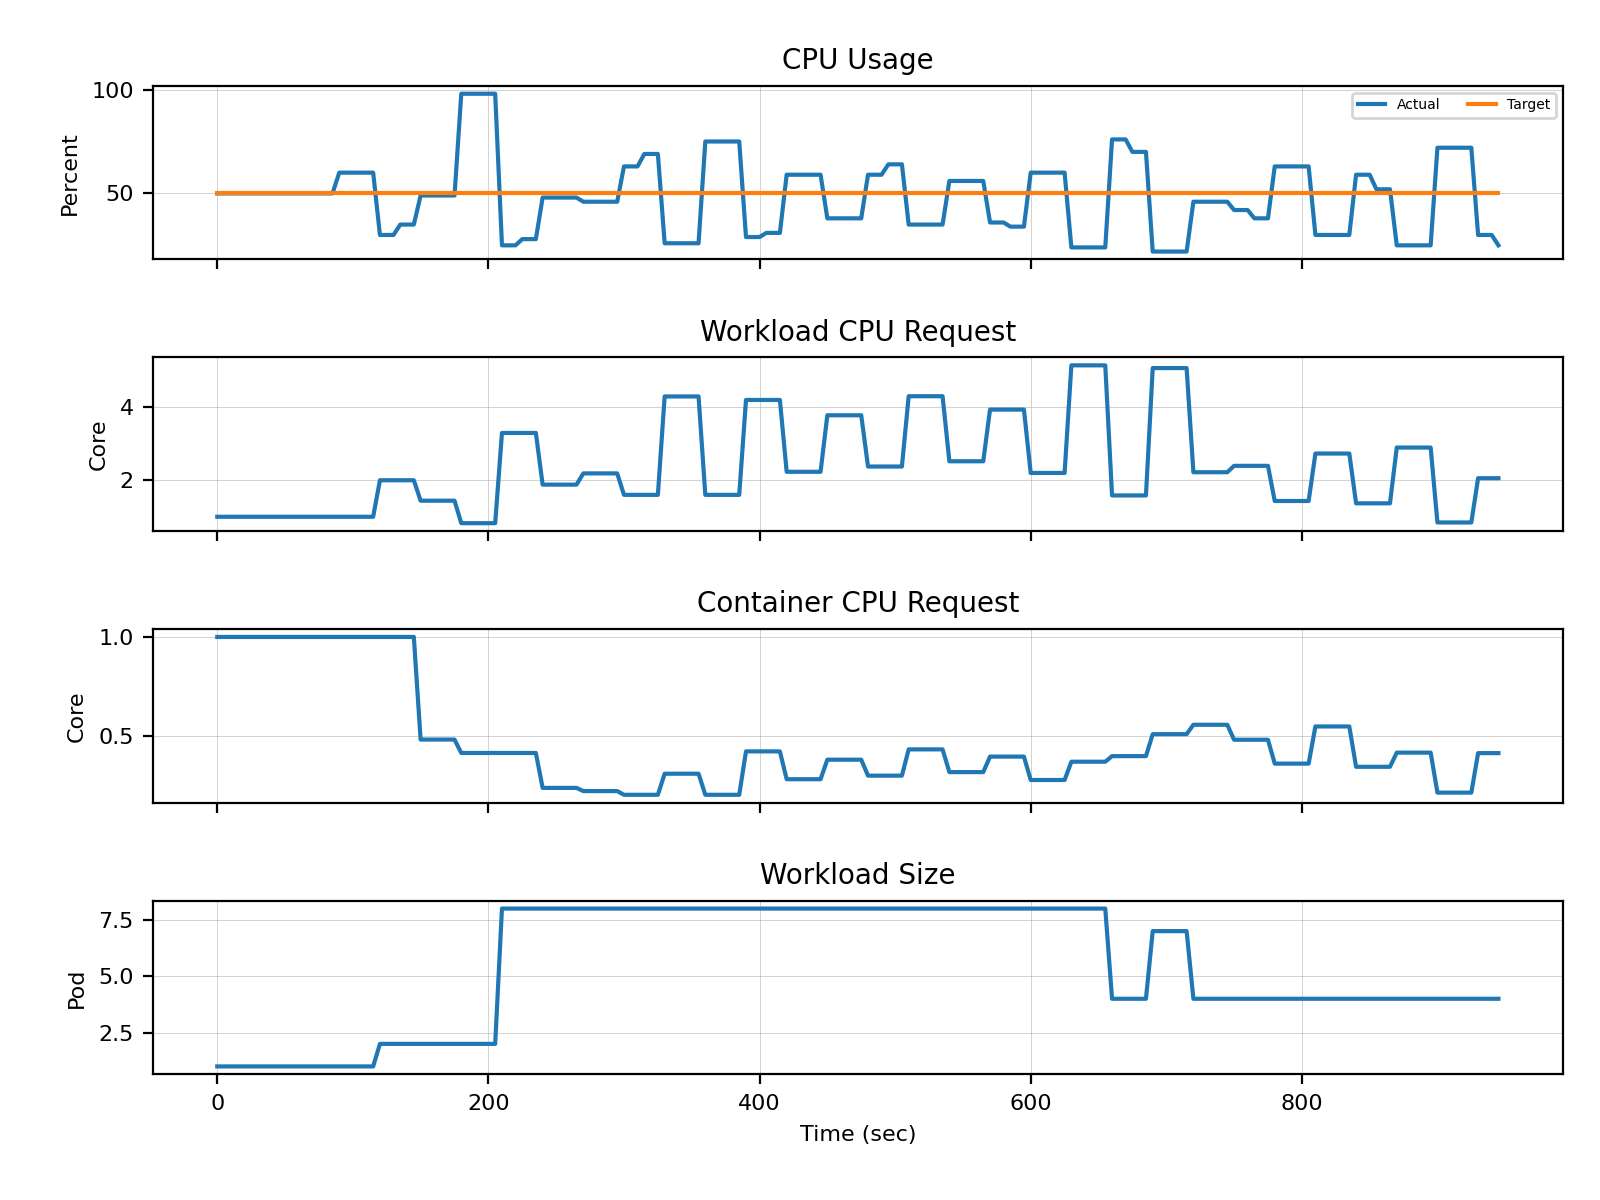 CPU Usage
100
50
Percent
Actual
Target
Workload CPU Request
4
2
Core
Container CPU Request
1.0
0.5
Core
Workload Size
7.5
5.0
2.5
Pod
0 200 400 600 800
Time (sec)